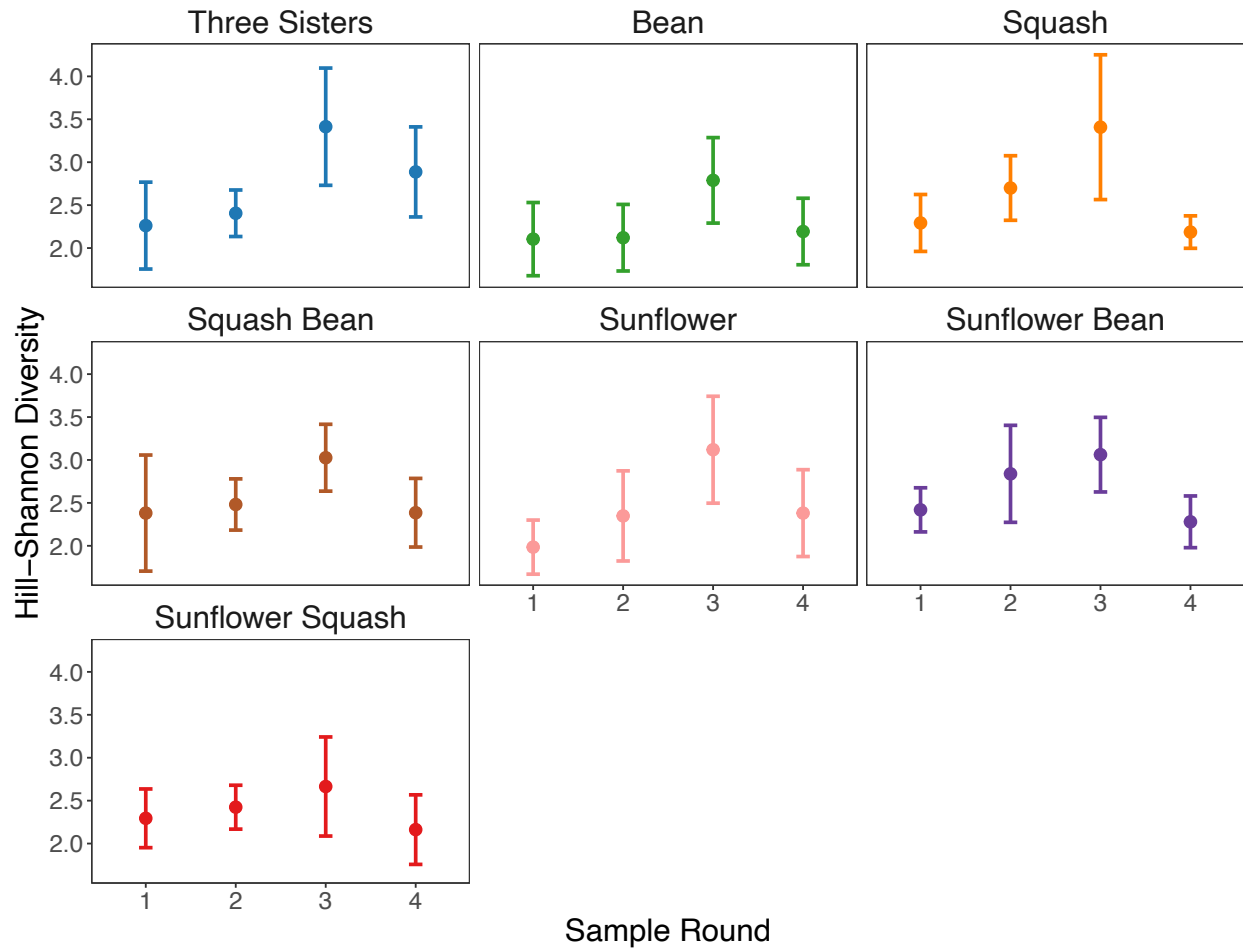 Three Sisters
Bean
Squash
4.0
3.5
3.0
2.5
2.0
Squash Bean
Sunflower
Sunflower Bean
4.0
3.5
3.0
2.5
2.0
1 2 3 4
1 2 3 4
Sunflower Squash
4.0
3.5
3.0
2.5
2.0
1 2 3 4
Hill−Shannon Diversity
Sample Round